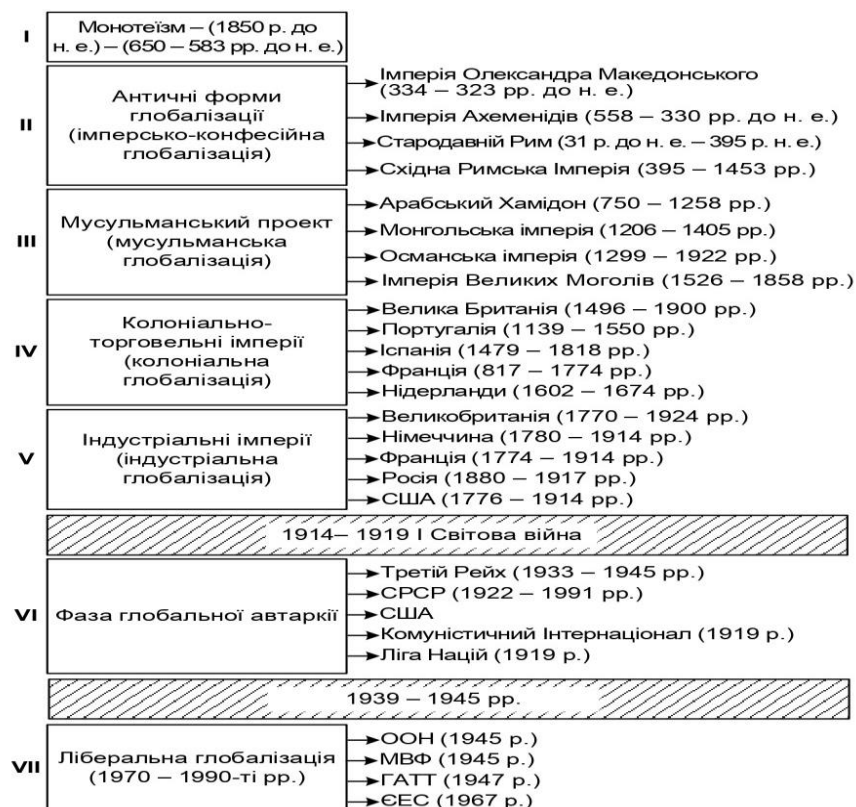 I
Монотеїзм – (1850 р. до
н. е.) – (650 – 583 рр. до н. е.)
II
Античні форми
глобалізації
(імперсько-конфесійна
глобалізація)
Імперія Олександра Македонського
(334 – 323 рр. до н. е.)
Імперія Ахеменідів (558 – 330 рр. до н. е.)
Стародавній Рим (31 р. до н. е. – 395 р. н. е.)
Східна Римська Імперія (395 – 1453 рр.)
III
Мусульманський проект
(мусульманська
глобалізація)
Арабський Хамідон (750 – 1258 рр.)
Монгольська імперія (1206 – 1405 рр.)
Османська імперія (1299 – 1922 рр.)
Імперія Великих Моголів (1526 – 1858 рр.)
IV
Колоніально-
торговельні імперії
(колоніальна
глобалізація)
Велика Британія (1496 – 1900 рр.)
Португалія (1139 – 1550 рр.)
Іспанія (1479 – 1818 рр.)
Франція (817 – 1774 рр.)
Нідерланди (1602 – 1674 рр.)
V
Індустріальні імперії
(індустріальна
глобалізація)
Великобританія (1770 – 1924 рр.)
Німеччина (1780 – 1914 рр.)
Франція (1774 – 1914 рр.)
Росія (1880 – 1917 рр.)
США (1776 – 1914 рр.)
1914– 1919 І Світова війна
VI
Фаза глобальної автаркії
Третій Рейх (1933 – 1945 рр.)
СРСР (1922 – 1991 рр.)
США
Комуністичний Інтернаціонал (1919 р.)
Ліга Націй (1919 р.)
1939 – 1945 рр.
VII
Ліберальна глобалізація
(1970 – 1990-ті рр.)
ООН (1945 р.)
МВФ (1945 р.)
ГАТТ (1947 р.)
ЄЕС (1967 р.)